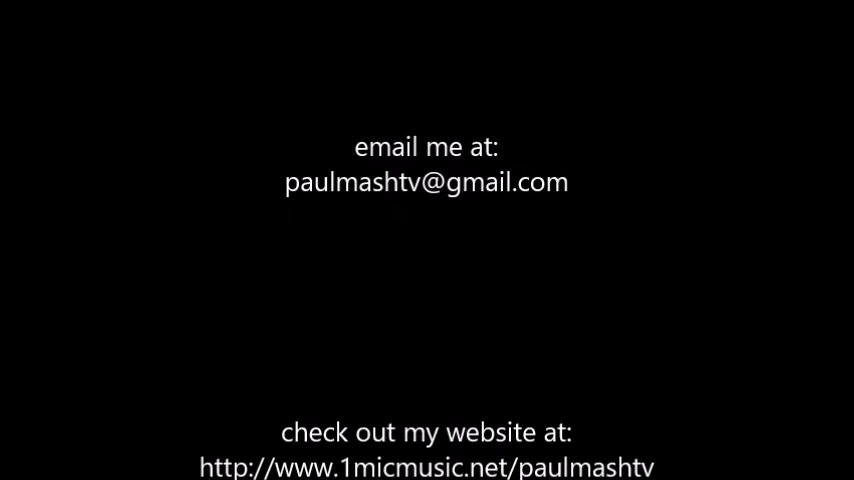 email me at:
paulmashtv@gmail.com
check out my website at:
http://www.1micmusic.net/paulmashtv